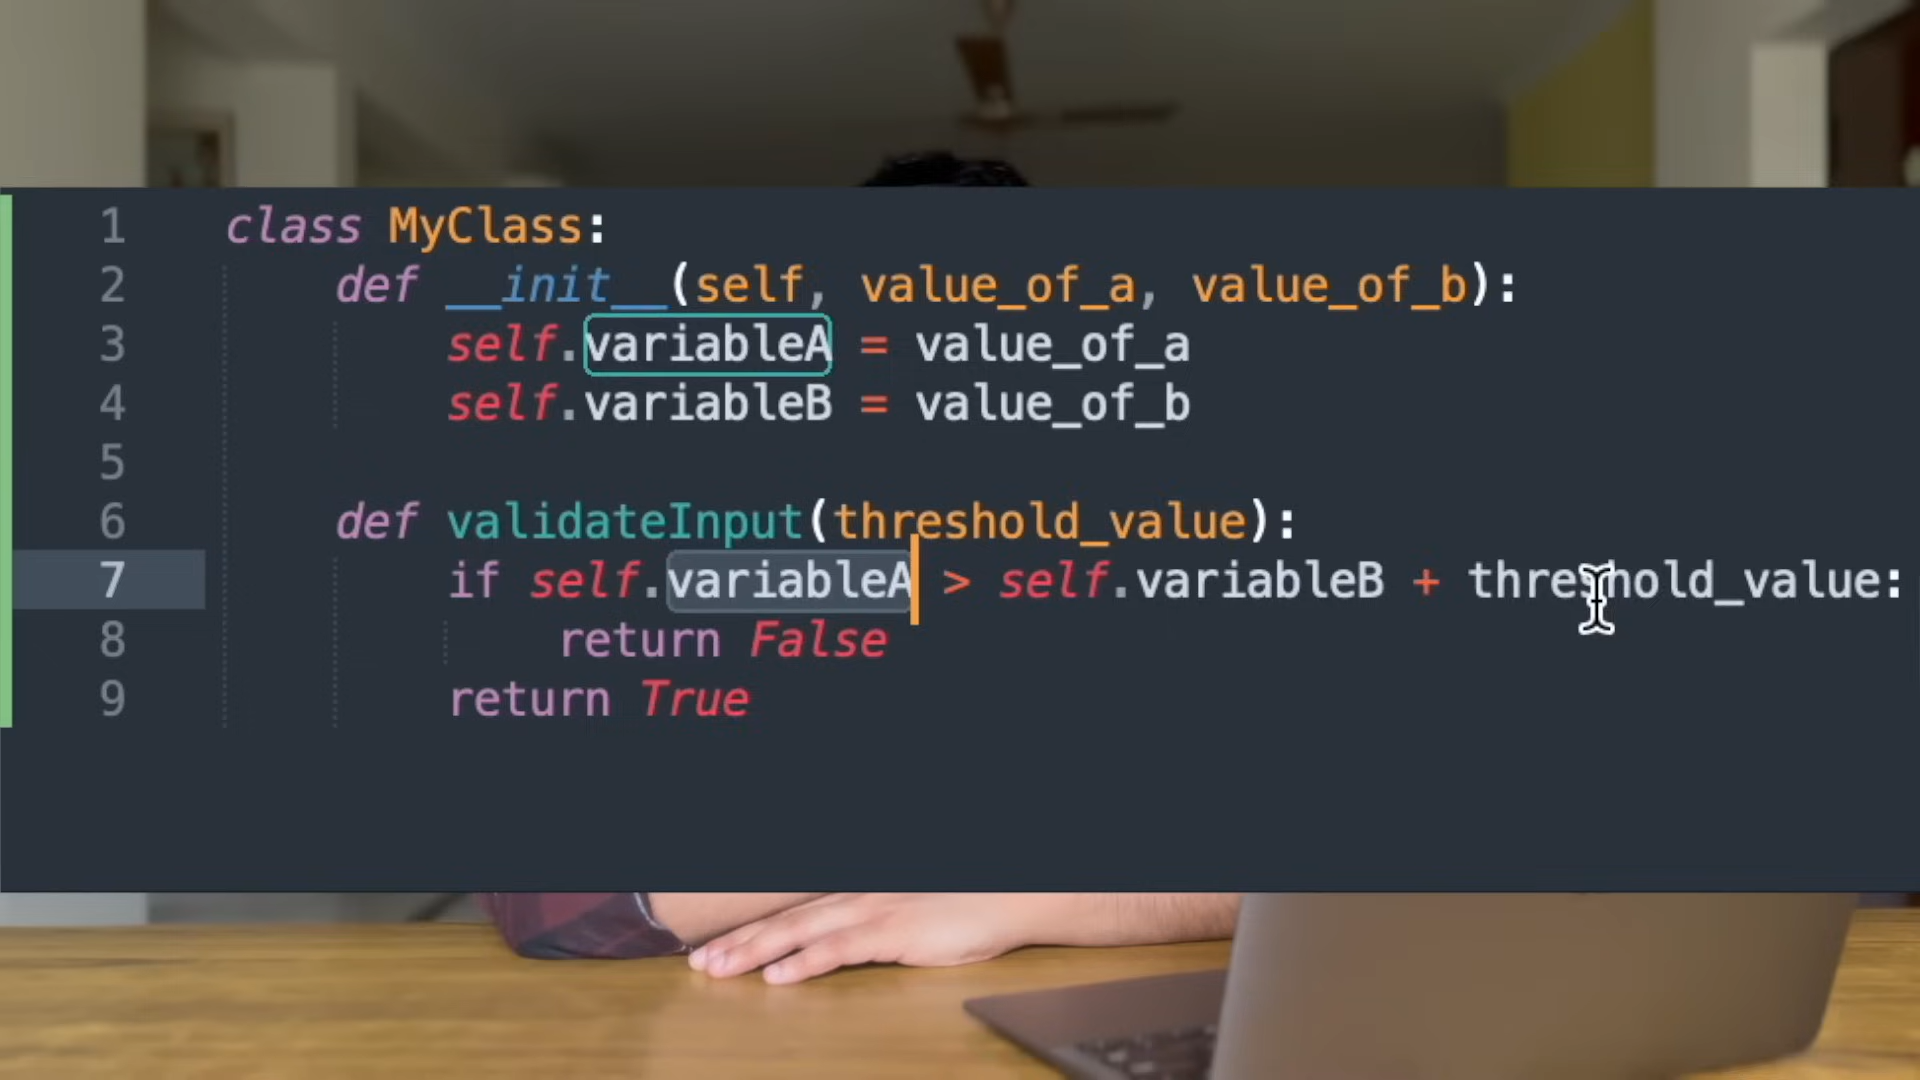 1 class MyClass:
2 def __init__(self, value_of_a, value_of_b):
3 self.variableA = value_of_a
4 self.variableB = value_of_b
5
6 def validateInput(threshold_value):
7 if self.variableA > self.variableB + threshold_value:
8 return False
9 return True